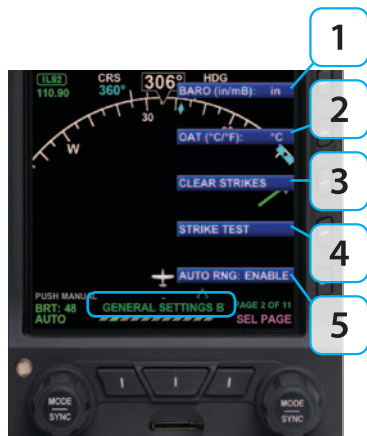 1
ILS2
110.90
CRS
360°
306°
HDG
BARO (in/mB): in
30
2
OAT (°C/°F): °C
W
3
CLEAR STRIKES
4
STRIKE TEST
AUTO RNG: ENABLE
5
PUSH MANUAL
BRT: 48
AUTO
GENERAL SETTINGS B
PAGE 2 OF 11
SEL PAGE
MODE
SYNC
MODE
SYNC